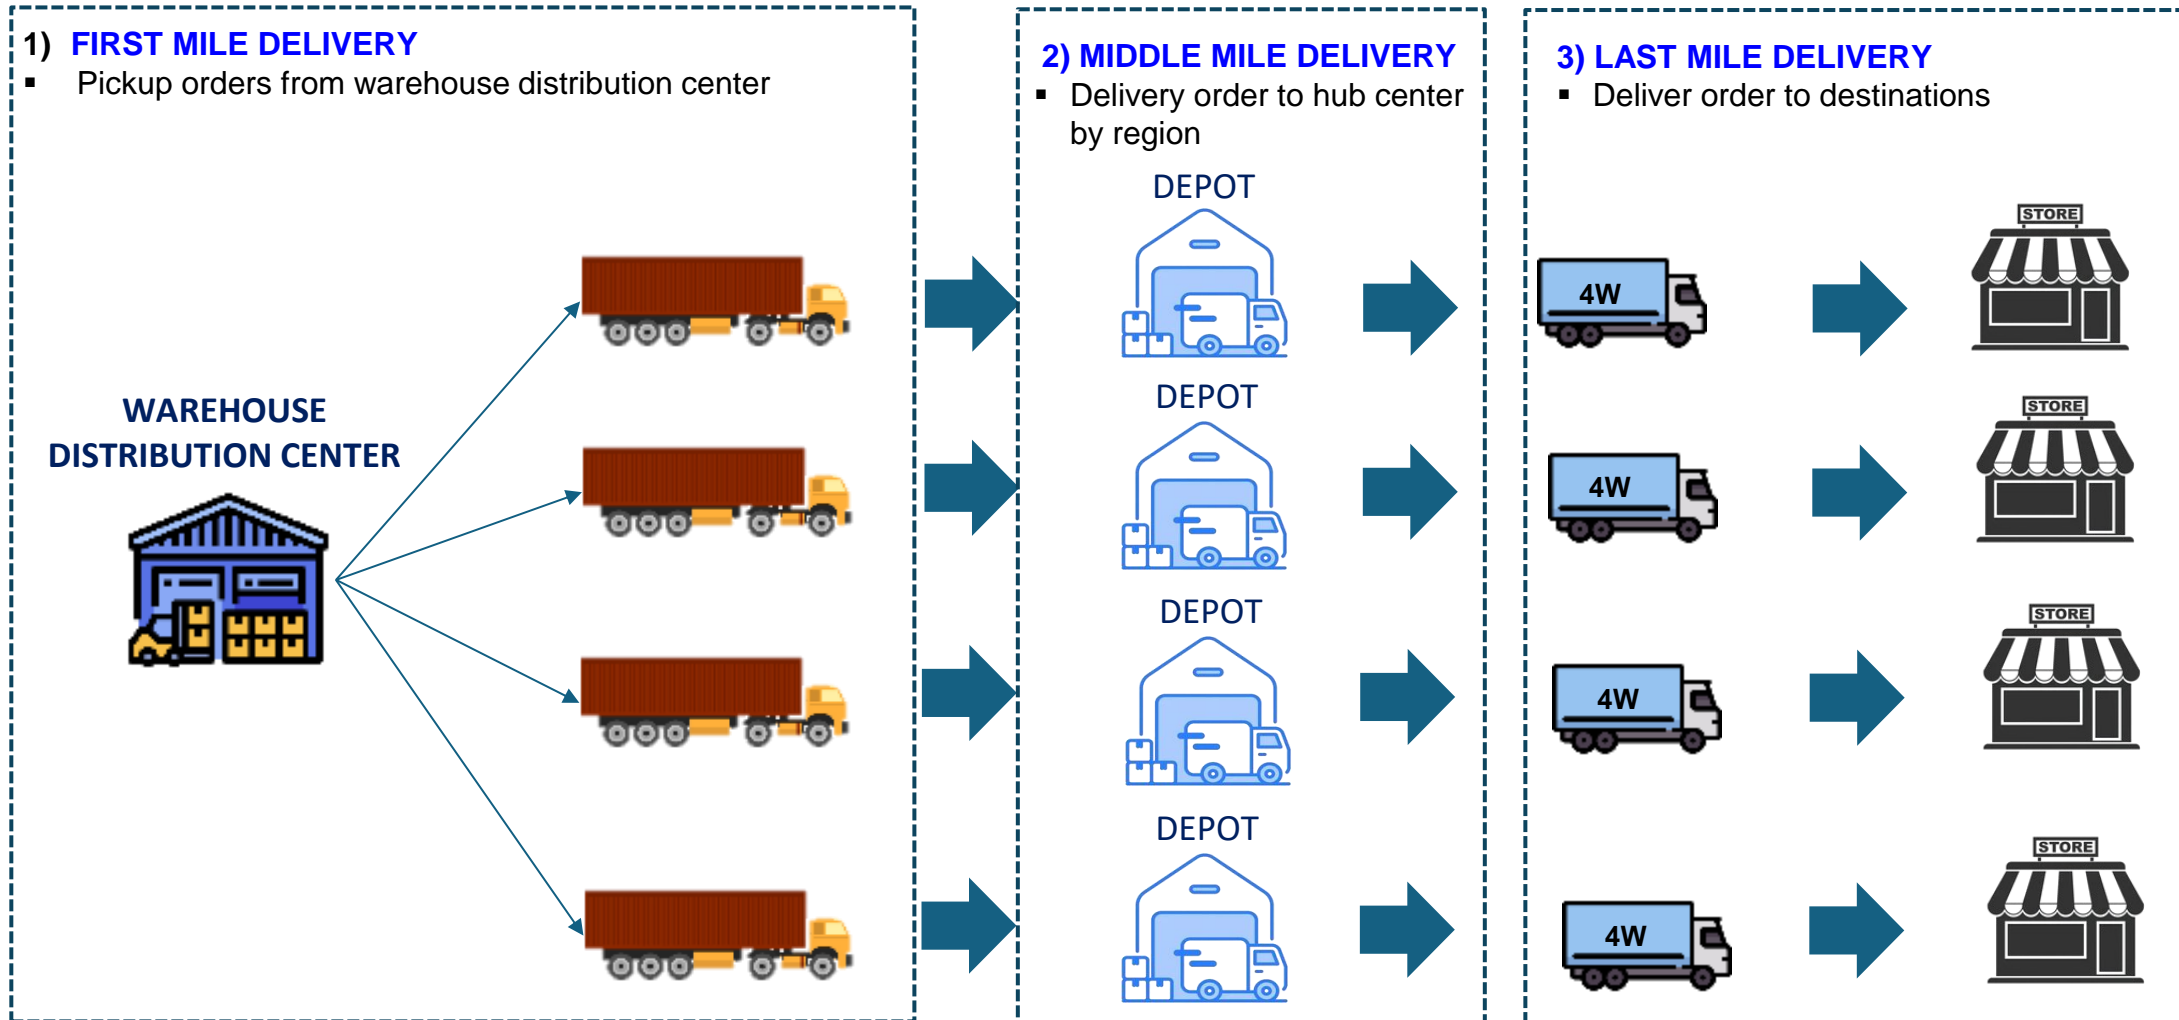 1) FIRST MILE DELIVERY
▪ Pickup orders from warehouse distribution center
2) MIDDLE MILE DELIVERY
▪ Delivery order to hub center
by region
3) LAST MILE DELIVERY
▪ Deliver order to destinations
WAREHOUSE
DISTRIBUTION CENTER
DEPOT
4W
STORE
DEPOT
4W
STORE
DEPOT
4W
STORE
DEPOT
4W
STORE